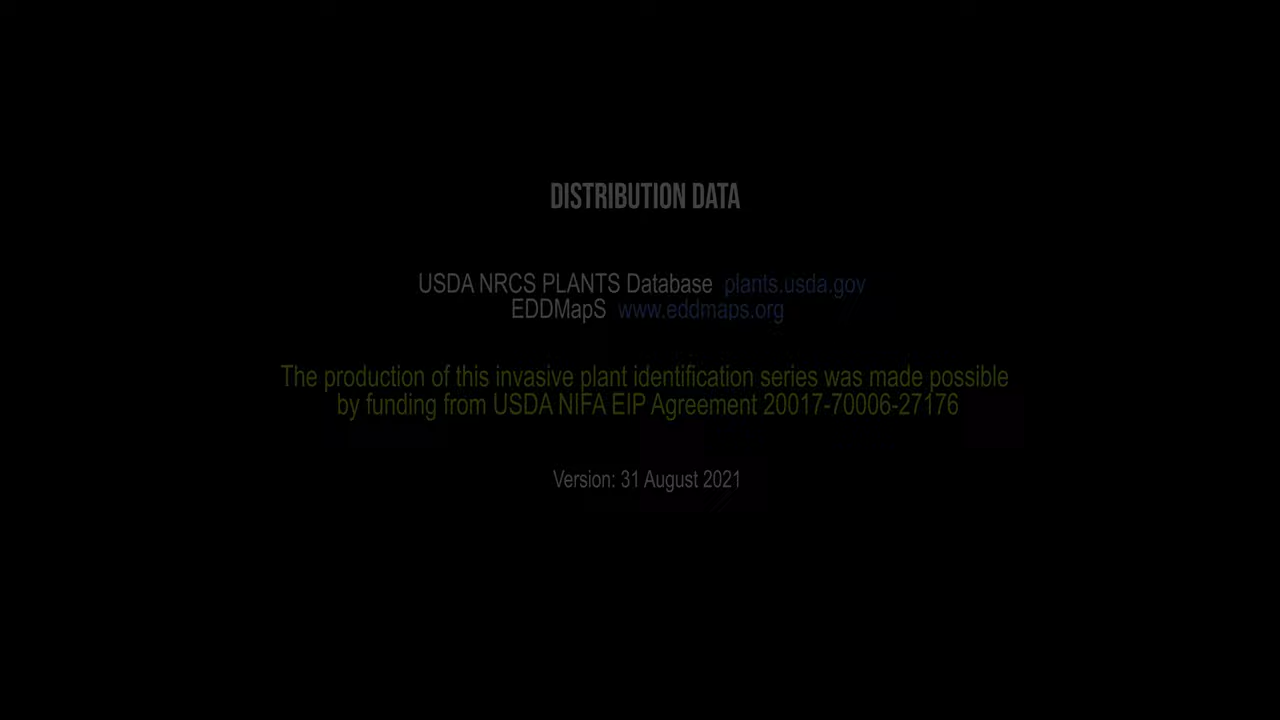 DISTRIBUTION DATA
USDA NRCS PLANTS Database plants.usda.gov
EDDMapS www.eddmaps.org
The production of this invasive plant identification series was made possible
by funding from USDA NIFA EIP Agreement 20017-70006-27176
Version: 31 August 2021